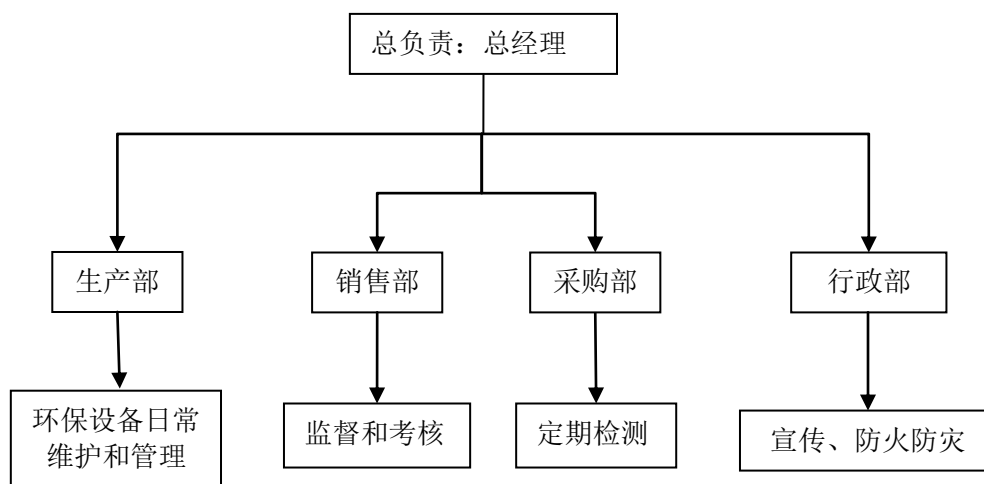 总负责：总经理
生产部
销售部
采购部
行政部
环保设备日常
维护和管理
监督和考核
定期检测
宣传、防火防灾